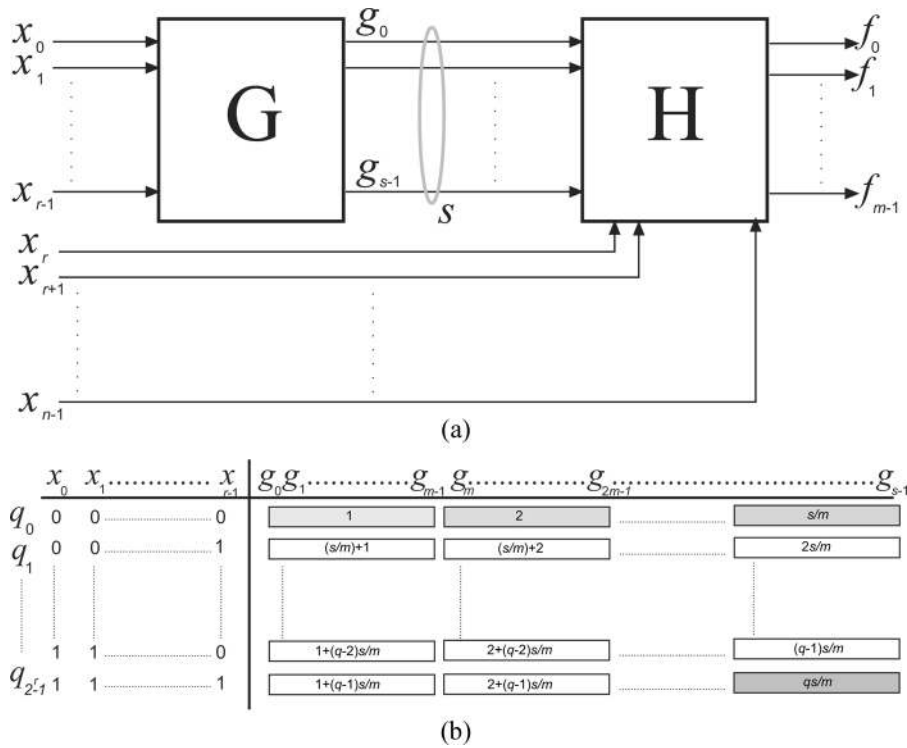 x0 g0 f0
x1 f1
G H
xr-1 gs-1 s fm-1
xr
xr+1
xn-1
(a)
x0 x1 ............ xr-1 g0 g1 ............ gm-1 gm ............ g2m-1 .............................. gs-1
q0 0 0 ............ 0 1 2 ............ s/m
q1 0 0 ............ 1 (s/m)+1 (s/m)+2 ............ 2s/m
1 1 ............ 0 1+(q-2)s/m 2+(q-2)s/m ............ (q-1)s/m
q2r-1 1 1 ............ 1 1+(q-1)s/m 2+(q-1)s/m ............ qs/m
(b)